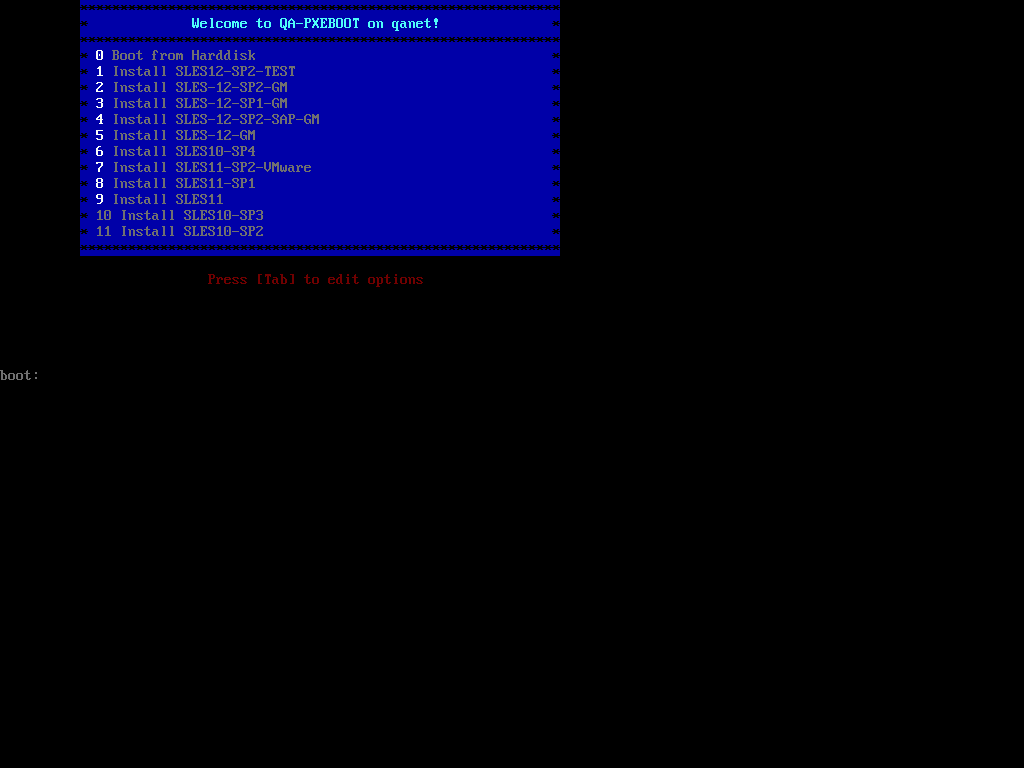 Welcome to QA-PXEBOOT on qanet!
0 Boot from Harddisk
1 Install SLES12-SP2-TEST
2 Install SLES-12-SP2-GM
3 Install SLES-12-SP1-GM
4 Install SLES-12-SP2-SAP-GM
5 Install SLES-12-GM
6 Install SLES10-SP4
7 Install SLES11-SP2-VMware
8 Install SLES11-SP1
9 Install SLES11
10 Install SLES10-SP3
11 Install SLES10-SP2
Press [Tab] to edit options
boot: